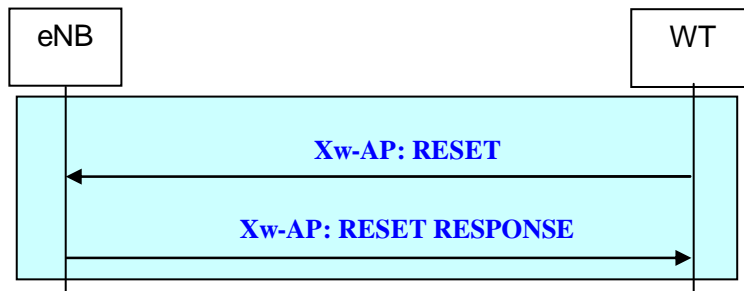 eNB
WT
Xw-AP: RESET
Xw-AP: RESET RESPONSE